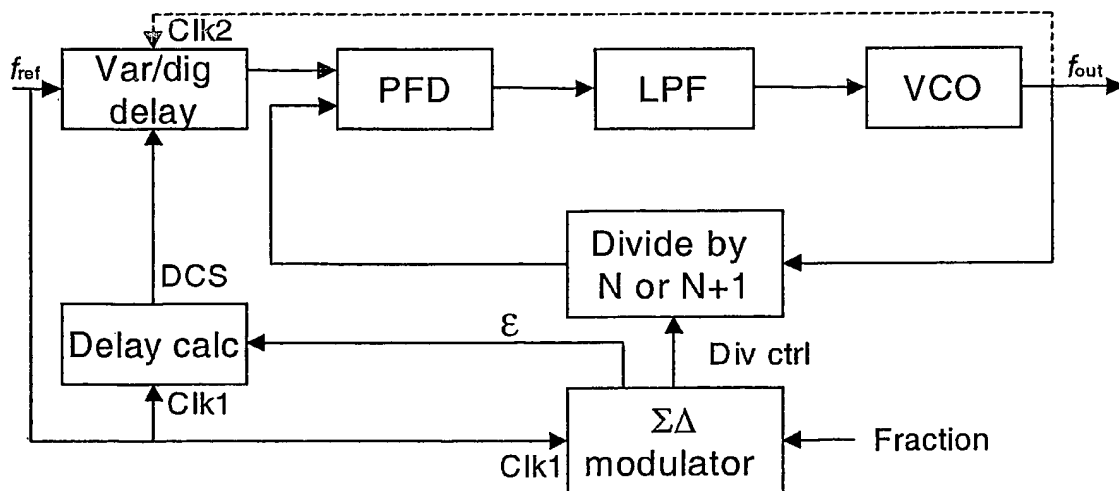 Clk2
fref
Var/dig
delay
PFD
LPF
VCO
fout
Divide by
N or N+1
DCS
Delay calc
ε
Div ctrl
Clk1
ΣΔ
modulator
Clk1
Fraction